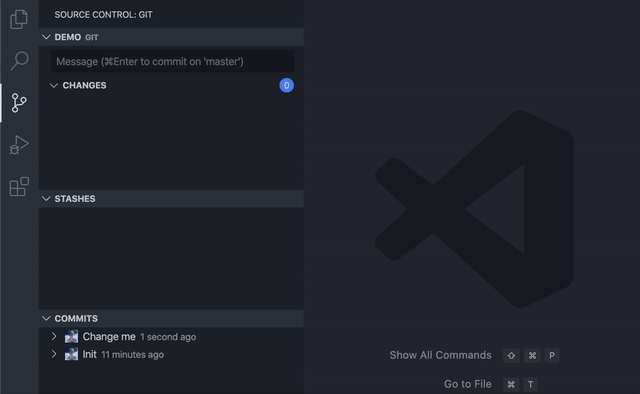 SOURCE CONTROL: GIT
DEMO GIT
Message (⌘Enter to commit on 'master')
CHANGES 0
STASHES
COMMITS
Change me 1 second ago
Init 11 minutes ago
Show All Commands ⇧ ⌘ P
Go to File ⌘ T